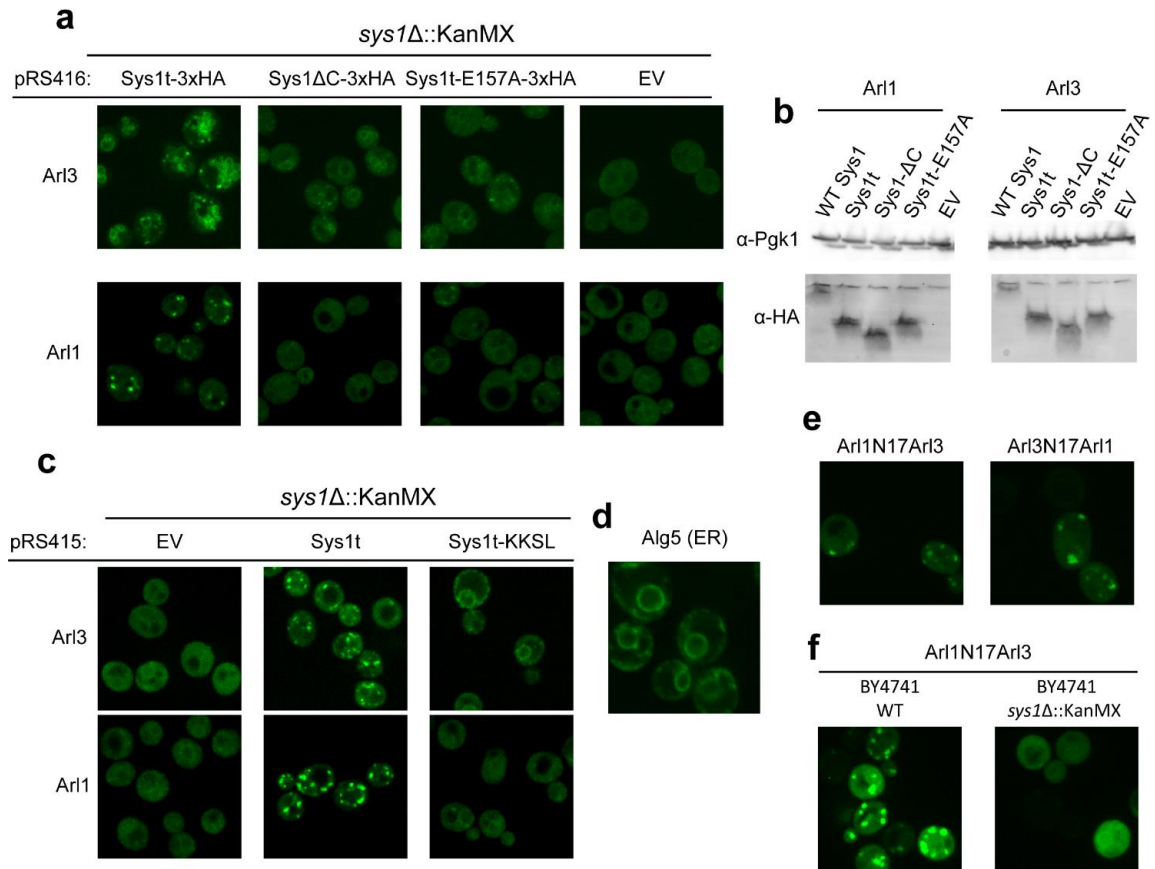 a
sys1Δ::KanMX
pRS416: Sys1t-3xHA Sys1ΔC-3xHA Sys1t-E157A-3xHA EV
Arl3
Arl1
b
Arl1 Arl3
WT Sys1 Sys1t Sys1-ΔC Sys1t-E157A EV WT Sys1 Sys1t Sys1-ΔC Sys1t-E157A EV
α-Pgk1
α-HA
c
sys1Δ::KanMX
pRS415: EV Sys1t Sys1t-KKSL
Arl3
Arl1
d
Alg5 (ER)
e
Arl1N17Arl3 Arl3N17Arl1
f
Arl1N17Arl3
BY4741 BY4741
WT sys1Δ::KanMX